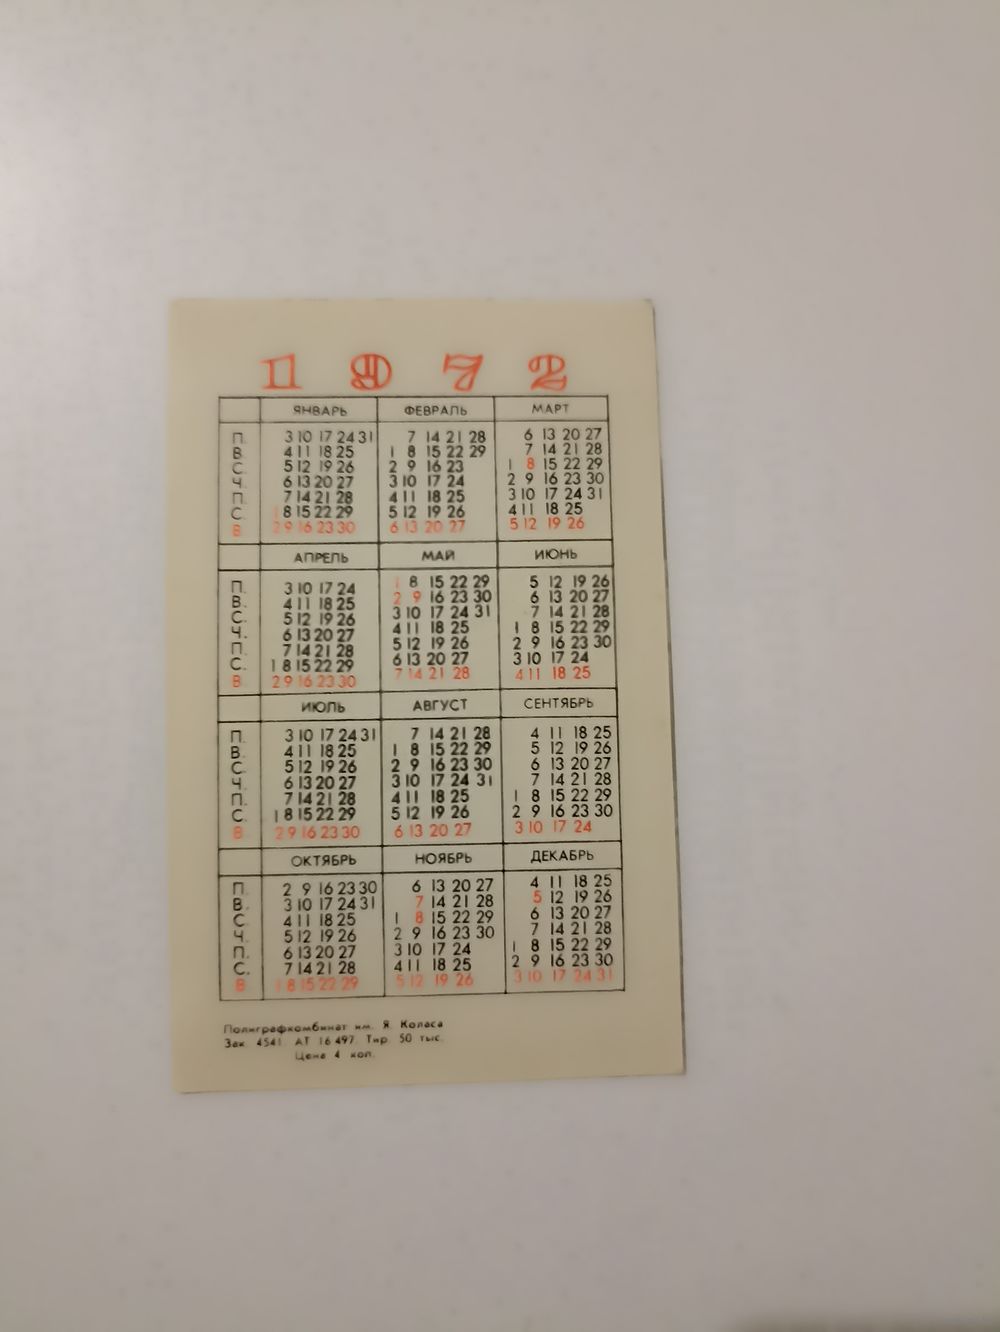 1972
ЯНВАРЬ ФЕВРАЛЬ МАРТ
П. 3 10 17 24 31 7 14 21 28 6 13 20 27
В. 4 11 18 25 1 8 15 22 29 7 14 21 28
С. 5 12 19 26 2 9 16 23 1 8 15 22 29
Ч. 6 13 20 27 3 10 17 24 2 9 16 23 30
П. 7 14 21 28 4 11 18 25 3 10 17 24 31
С. 1 8 15 22 29 5 12 19 26 4 11 18 25
В 2 9 16 23 30 6 13 20 27 5 12 19 26
АПРЕЛЬ МАЙ ИЮНЬ
П. 3 10 17 24 1 8 15 22 29 5 12 19 26
В. 4 11 18 25 2 9 16 23 30 6 13 20 27
С. 5 12 19 26 3 10 17 24 31 7 14 21 28
Ч. 6 13 20 27 4 11 18 25 1 8 15 22 29
П. 7 14 21 28 5 12 19 26 2 9 16 23 30
С. 1 8 15 22 29 6 13 20 27 3 10 17 24
В 2 9 16 23 30 7 14 21 28 4 11 18 25
ИЮЛЬ АВГУСТ СЕНТЯБРЬ
П. 3 10 17 24 31 7 14 21 28 4 11 18 25
В. 4 11 18 25 1 8 15 22 29 5 12 19 26
С. 5 12 19 26 2 9 16 23 30 6 13 20 27
Ч. 6 13 20 27 3 10 17 24 31 7 14 21 28
П. 7 14 21 28 4 11 18 25 1 8 15 22 29
С. 1 8 15 22 29 5 12 19 26 2 9 16 23 30
В 2 9 16 23 30 6 13 20 27 3 10 17 24
ОКТЯБРЬ НОЯБРЬ ДЕКАБРЬ
П. 2 9 16 23 30 6 13 20 27 4 11 18 25
В. 3 10 17 24 31 7 14 21 28 5 12 19 26
С. 4 11 18 25 1 8 15 22 29 6 13 20 27
Ч. 5 12 19 26 2 9 16 23 30 7 14 21 28
П. 6 13 20 27 3 10 17 24 1 8 15 22 29
С. 7 14 21 28 4 11 18 25 2 9 16 23 30
В 1 8 15 22 29 5 12 19 26 3 10 17 24 31
Полиграфкомбинат им. Я. Коласа
Зак. 4541 АТ 16497 Тир. 50 тыс.
Цена 4 коп.